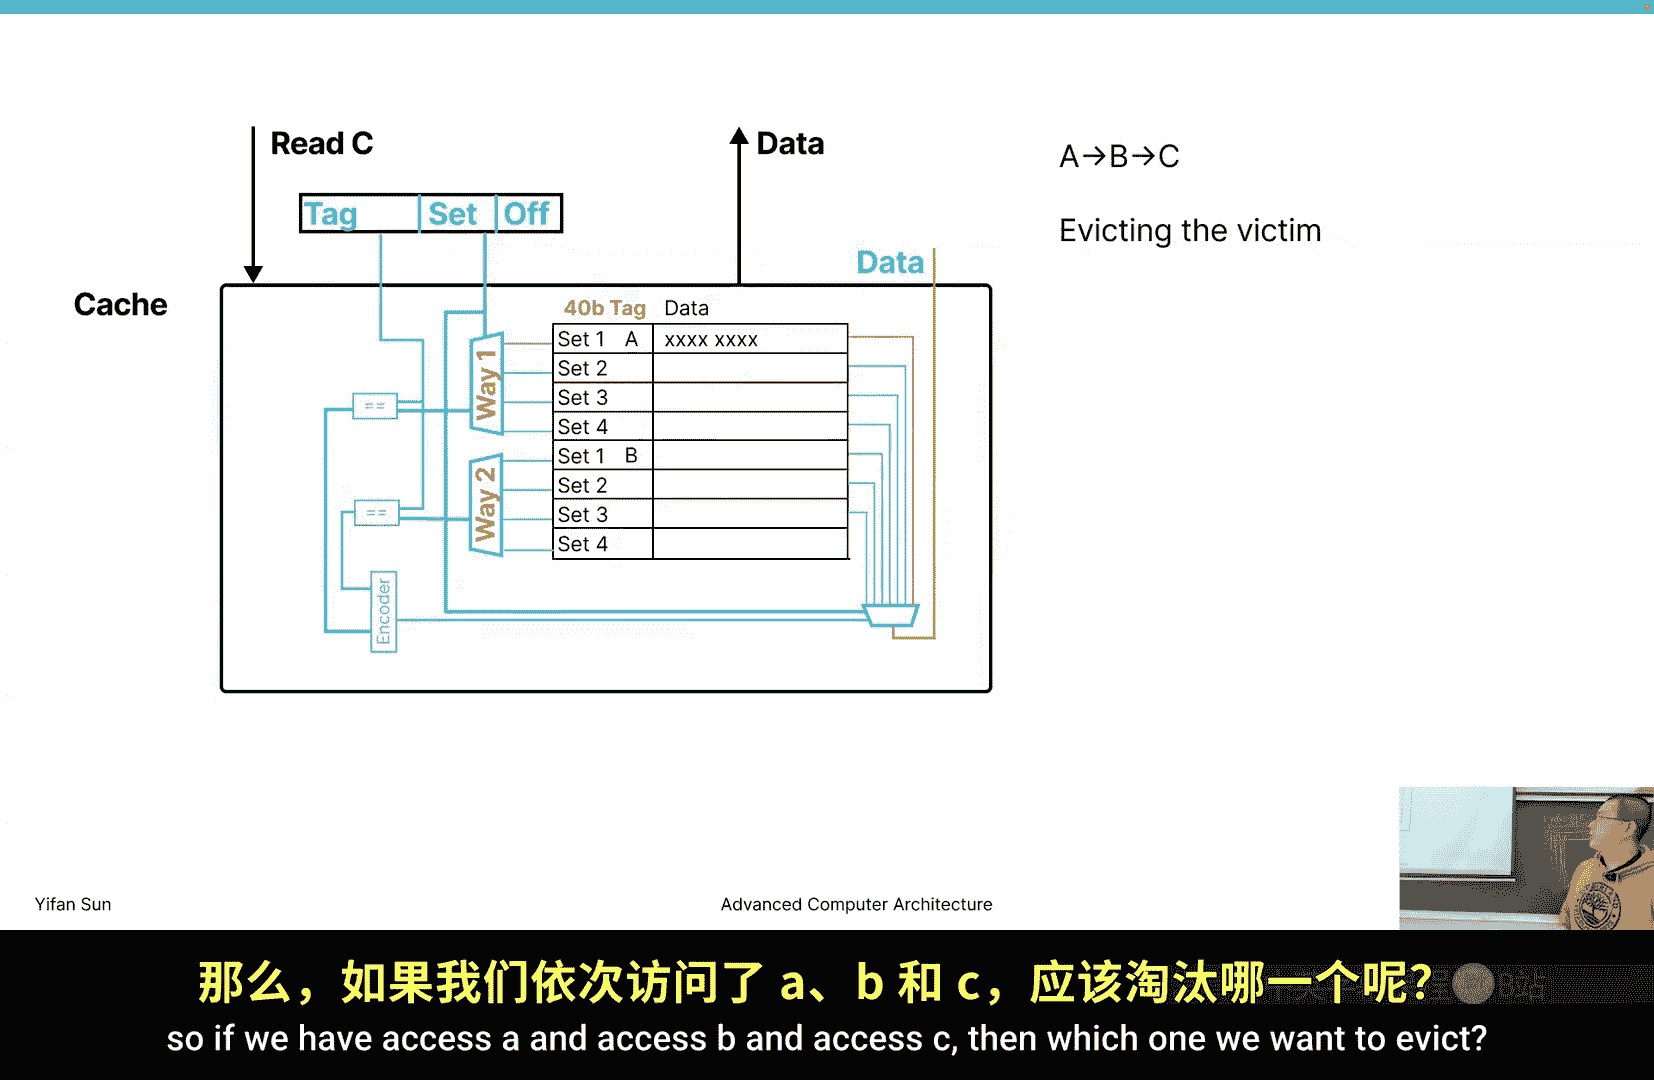 Read C
Data
A→B→C
Tag Set Off
Evicting the victim
Data
Cache
40b Tag Data
Set 1 A xxxx xxxx
Set 2
Set 3
Set 4
Set 1 B
Set 2
Set 3
Set 4
Way 1
Way 2
==
==
Encoder
Yifan Sun
Advanced Computer Architecture
那么，如果我们依次访问了 a、b 和 c，应该淘汰哪一个呢？
B站
so if we have access a and access b and access c, then which one we want to evict?